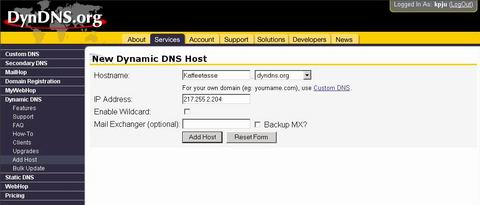 DynDNS.org
Logged In As: kpju (LogOut)
About Services Account Support Solutions Developers News
Custom DNS
Secondary DNS
MailHop
Domain Registration
MyWebHop
Dynamic DNS
Features
Support
FAQ
How-To
Clients
Upgrades
Add Host
Bulk Update
Static DNS
WebHop
Pricing
New Dynamic DNS Host
Hostname: Kaffeetasse . dyndns.org
For your own domain (eg: yourname.com), use Custom DNS.
IP Address: 217.255.2.204
Enable Wildcard:
Mail Exchanger (optional): Backup MX?
Add Host Reset Form